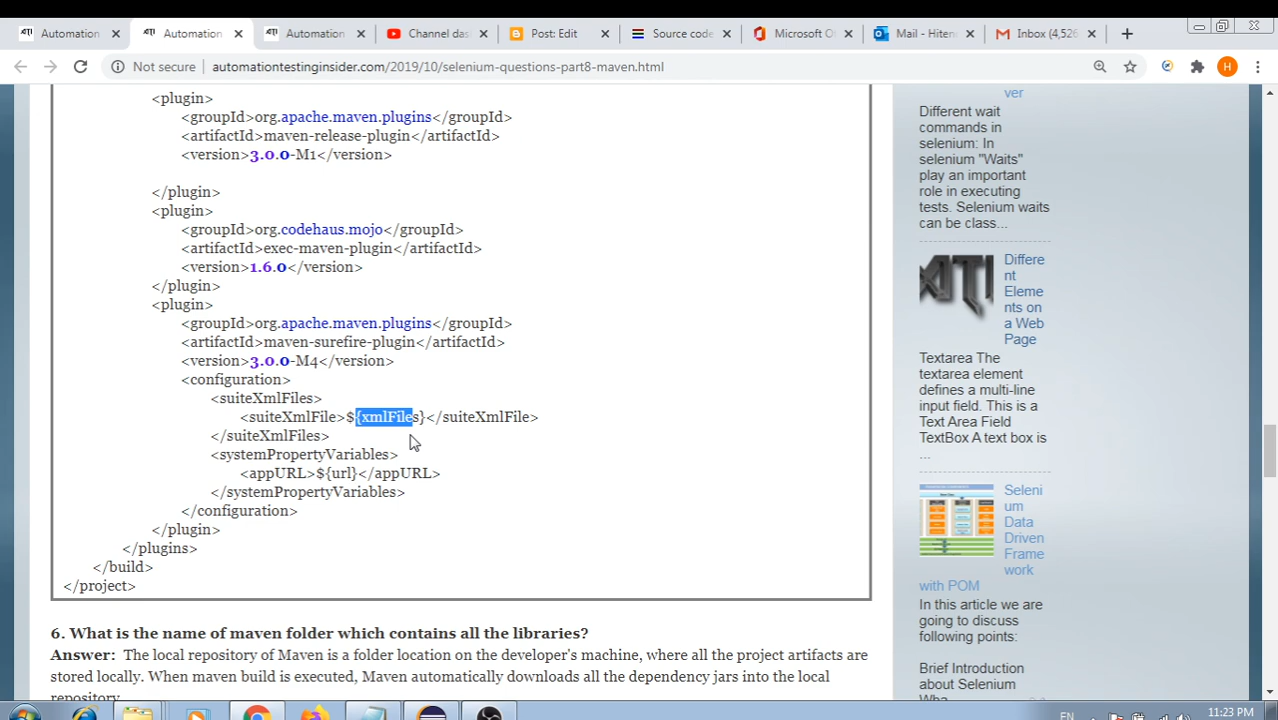 Automation
Automation
Automation
Channel das
Post: Edit
Source code
Microsoft O
Mail - Hiten
Inbox (4,526
Not secure
automationtestinginsider.com/2019/10/selenium-questions-part8-maven.html
H
<plugin>
<groupId>org.apache.maven.plugins</groupId>
<artifactId>maven-release-plugin</artifactId>
<version>3.0.0-M1</version>
</plugin>
<plugin>
<groupId>org.codehaus.mojo</groupId>
<artifactId>exec-maven-plugin</artifactId>
<version>1.6.0</version>
</plugin>
<plugin>
<groupId>org.apache.maven.plugins</groupId>
<artifactId>maven-surefire-plugin</artifactId>
<version>3.0.0-M4</version>
<configuration>
<suiteXmlFiles>
<suiteXmlFile>${xmlFiles}</suiteXmlFile>
</suiteXmlFiles>
<systemPropertyVariables>
<appURL>${url}</appURL>
</systemPropertyVariables>
</configuration>
</plugin>
</plugins>
</build>
</project>
6. What is the name of maven folder which contains all the libraries?
Answer: The local repository of Maven is a folder location on the developer's machine, where all the project artifacts are
stored locally. When maven build is executed, Maven automatically downloads all the dependency jars into the local
repository.
ver
Different wait
commands in
selenium: In
selenium "Waits"
play an important
role in executing
tests. Selenium waits
can be class...
Differe
nt
Eleme
nts on
a Web
Page
Textarea The
textarea element
defines a multi-line
input field. This is a
Text Area Field
TextBox A text box is
...
Seleni
um
Data
Driven
Frame
work
with POM
In this article we are
going to discuss
following points:
Brief Introduction
about Selenium
EN
11:23 PM